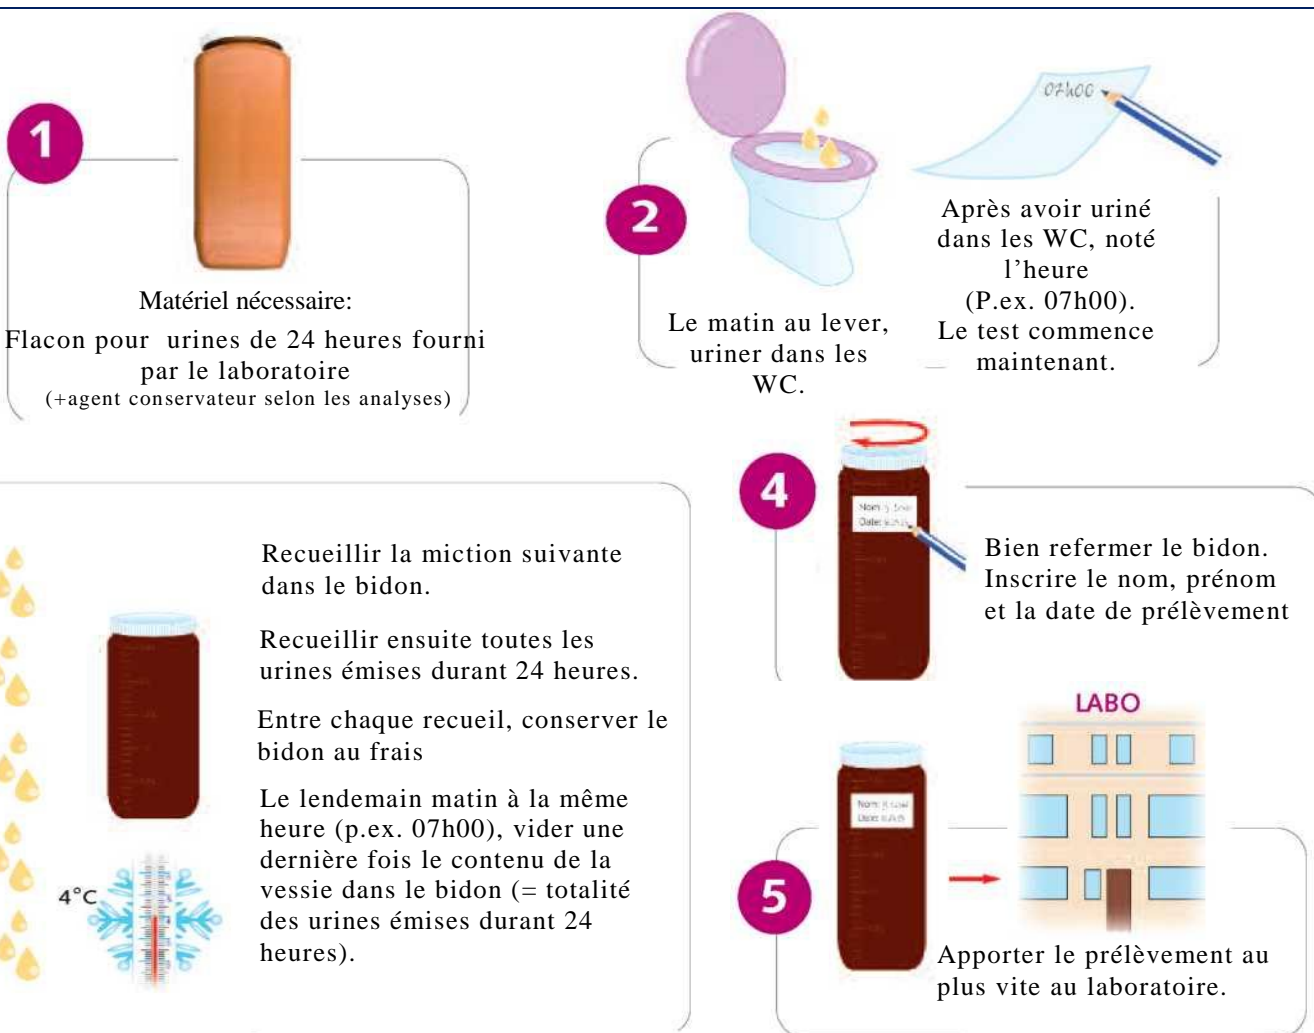 1
Matériel nécessaire:
Flacon pour urines de 24 heures fourni
par le laboratoire
(+agent conservateur selon les analyses)
2
Le matin au lever,
uriner dans les
WC.
07h00
Après avoir uriné
dans les WC, noté
l’heure
(P.ex. 07h00).
Le test commence
maintenant.
Recueillir la miction suivante
dans le bidon.
Recueillir ensuite toutes les
urines émises durant 24 heures.
Entre chaque recueil, conserver le
bidon au frais
Le lendemain matin à la même
heure (p.ex. 07h00), vider une
dernière fois le contenu de la
vessie dans le bidon (= totalité
des urines émises durant 24
heures).
4°C
4
Nom:
Date:
Bien refermer le bidon.
Inscrire le nom, prénom
et la date de prélèvement
5
Nom:
Date:
LABO
Apporter le prélèvement au
plus vite au laboratoire.